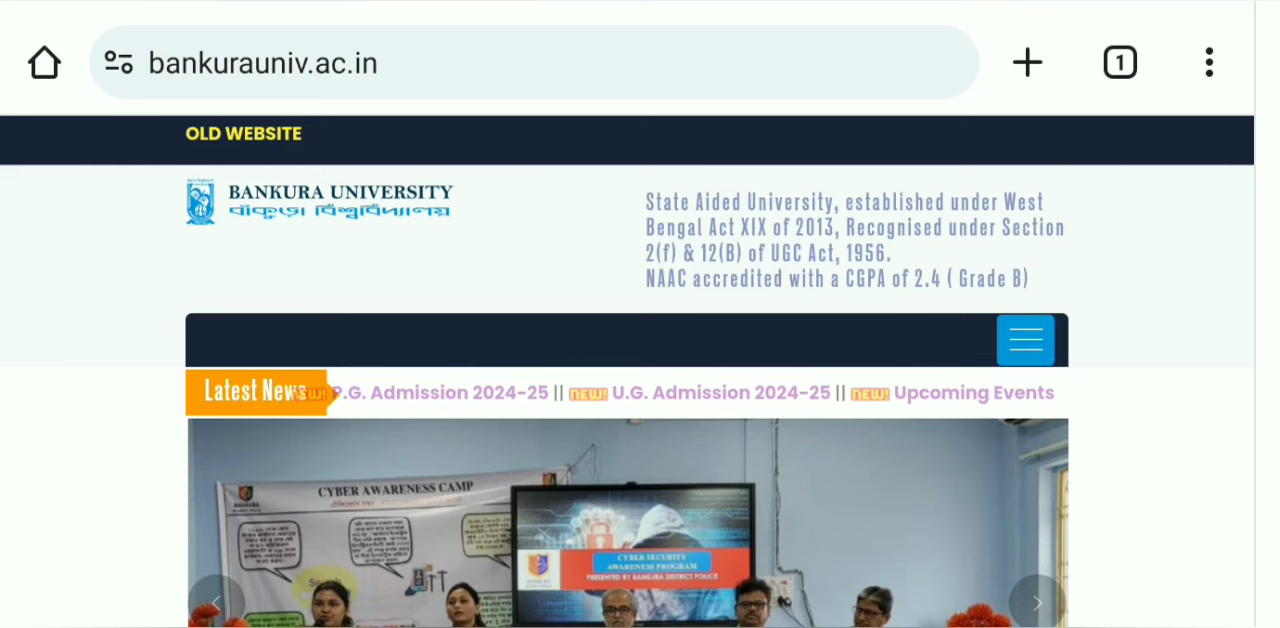 bankurauniv.ac.in
1
OLD WEBSITE
BANKURA UNIVERSITY
বাঁকুড়া বিশ্ববিদ্যালয়
State Aided University, established under West
Bengal Act XIX of 2013, Recognised under Section
2(f) & 12(B) of UGC Act, 1956.
NAAC accredited with a CGPA of 2.4 ( Grade B)
Latest News P.G. Admission 2024-25 || NEW! U.G. Admission 2024-25 || NEW! Upcoming Events
CYBER AWARENESS CAMP
CYBER SECURITY
AWARENESS PROGRAM
PRESENTED BY BANKURA DISTRICT POLICE